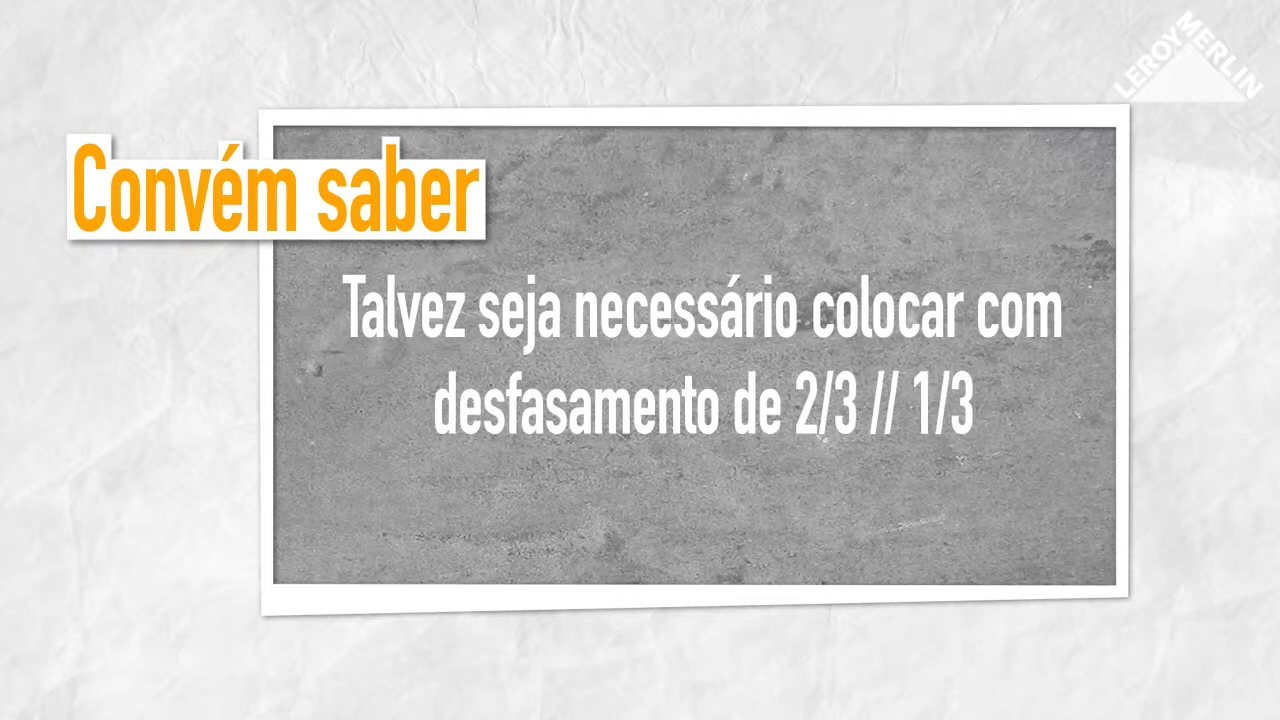 LEROY MERLIN
Convém saber
Talvez seja necessário colocar com
desfasamento de 2/3 // 1/3